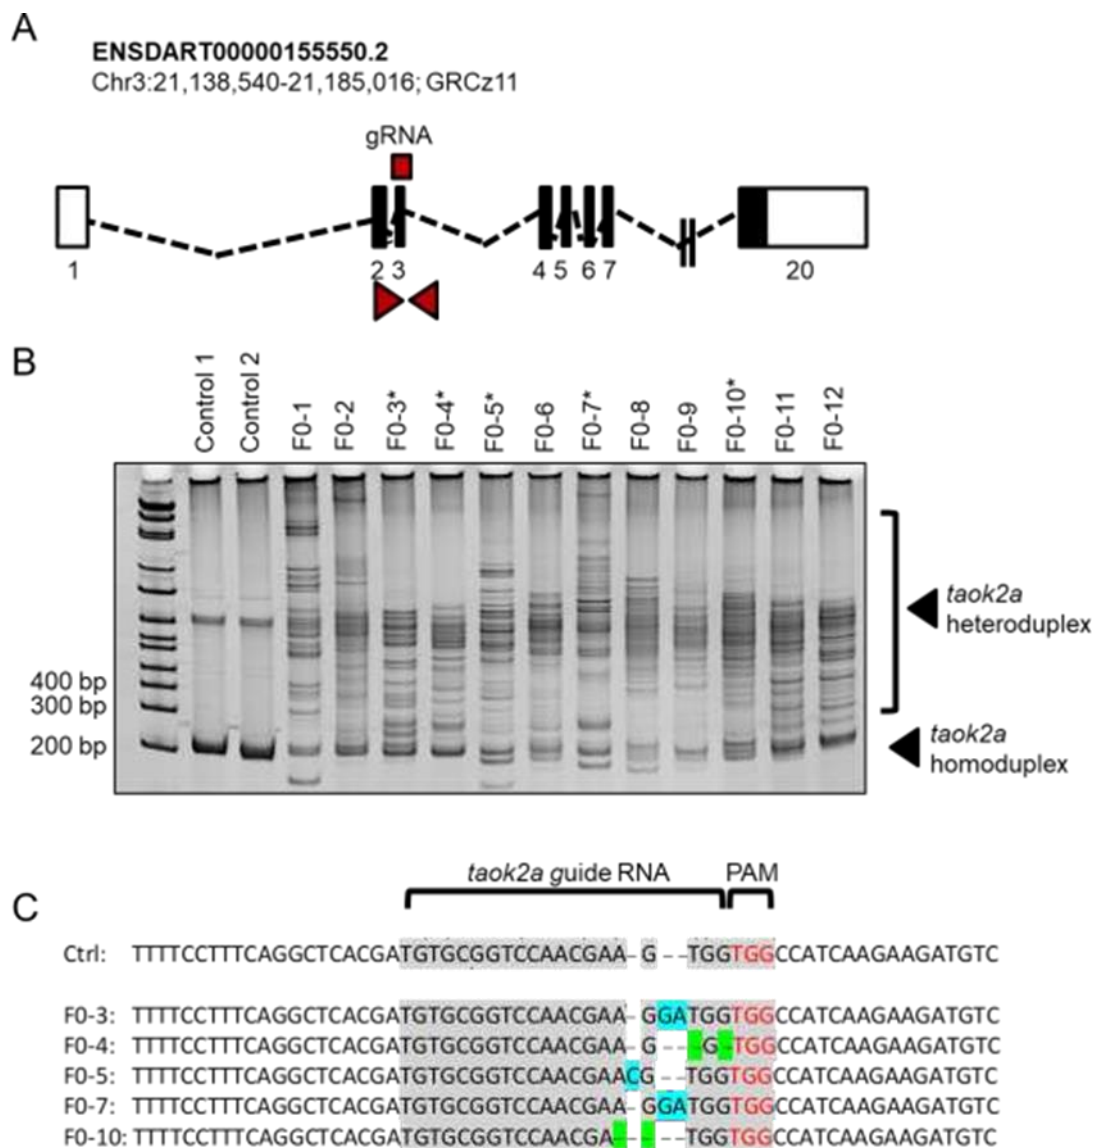 A
ENSDART00000155550.2
Chr3:21,138,540-21,185,016; GRCz11
gRNA
1
2 3
4 5
6 7
20
B
Control 1
Control 2
F0-1
F0-2
F0-3*
F0-4*
F0-5*
F0-6
F0-7*
F0-8
F0-9
F0-10*
F0-11
F0-12
400 bp
300 bp
200 bp
taok2a
heteroduplex
taok2a
homoduplex
C
taok2a guide RNA PAM
Ctrl: TTTTCCTTTCAGGCTCACGATGTGCGGTCCAACGAA-G--TGGTGGCCATCAAGAAGATGTC
F0-3: TTTTCCTTTCAGGCTCACGATGTGCGGTCCAACGAA-GGATGGTGGCCATCAAGAAGATGTC
F0-4: TTTTCCTTTCAGGCTCACGATGTGCGGTCCAACGAA-G---G-TGGCCATCAAGAAGATGTC
F0-5: TTTTCCTTTCAGGCTCACGATGTGCGGTCCAACGAACG--TGGTGGCCATCAAGAAGATGTC
F0-7: TTTTCCTTTCAGGCTCACGATGTGCGGTCCAACGAA-GGATGGTGGCCATCAAGAAGATGTC
F0-10: TTTTCCTTTCAGGCTCACGATGTGCGGTCCAACGA-----TGGTGGCCATCAAGAAGATGTC